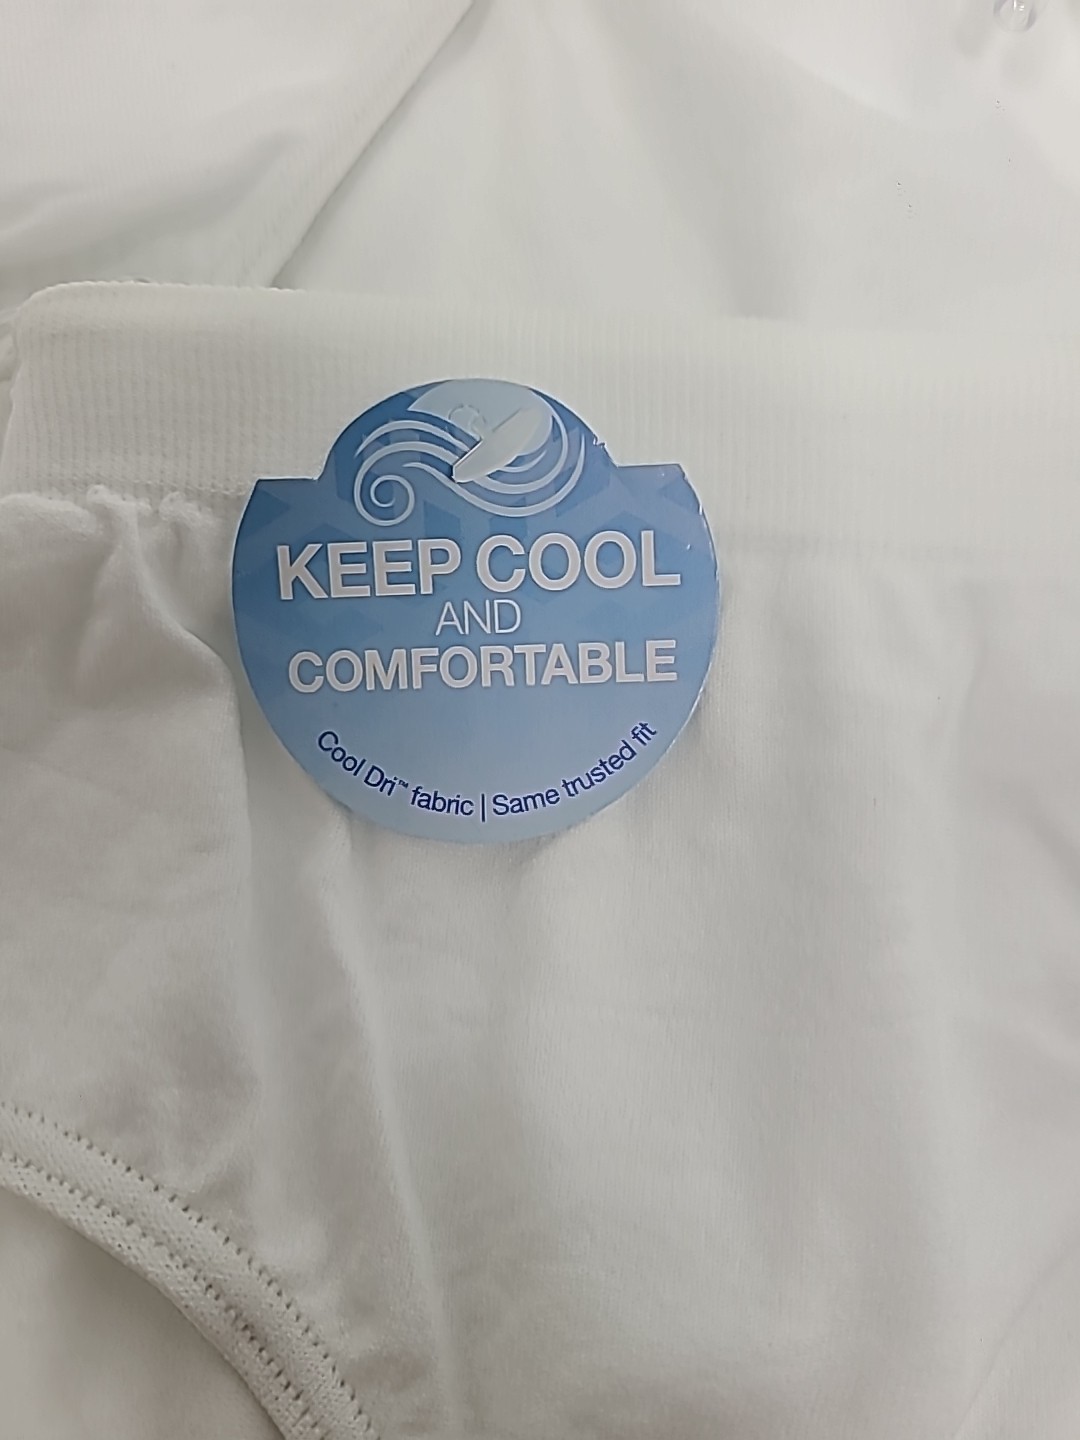 KEEP COOL
AND
COMFORTABLE
Cool Dri™ fabric | Same trusted fit